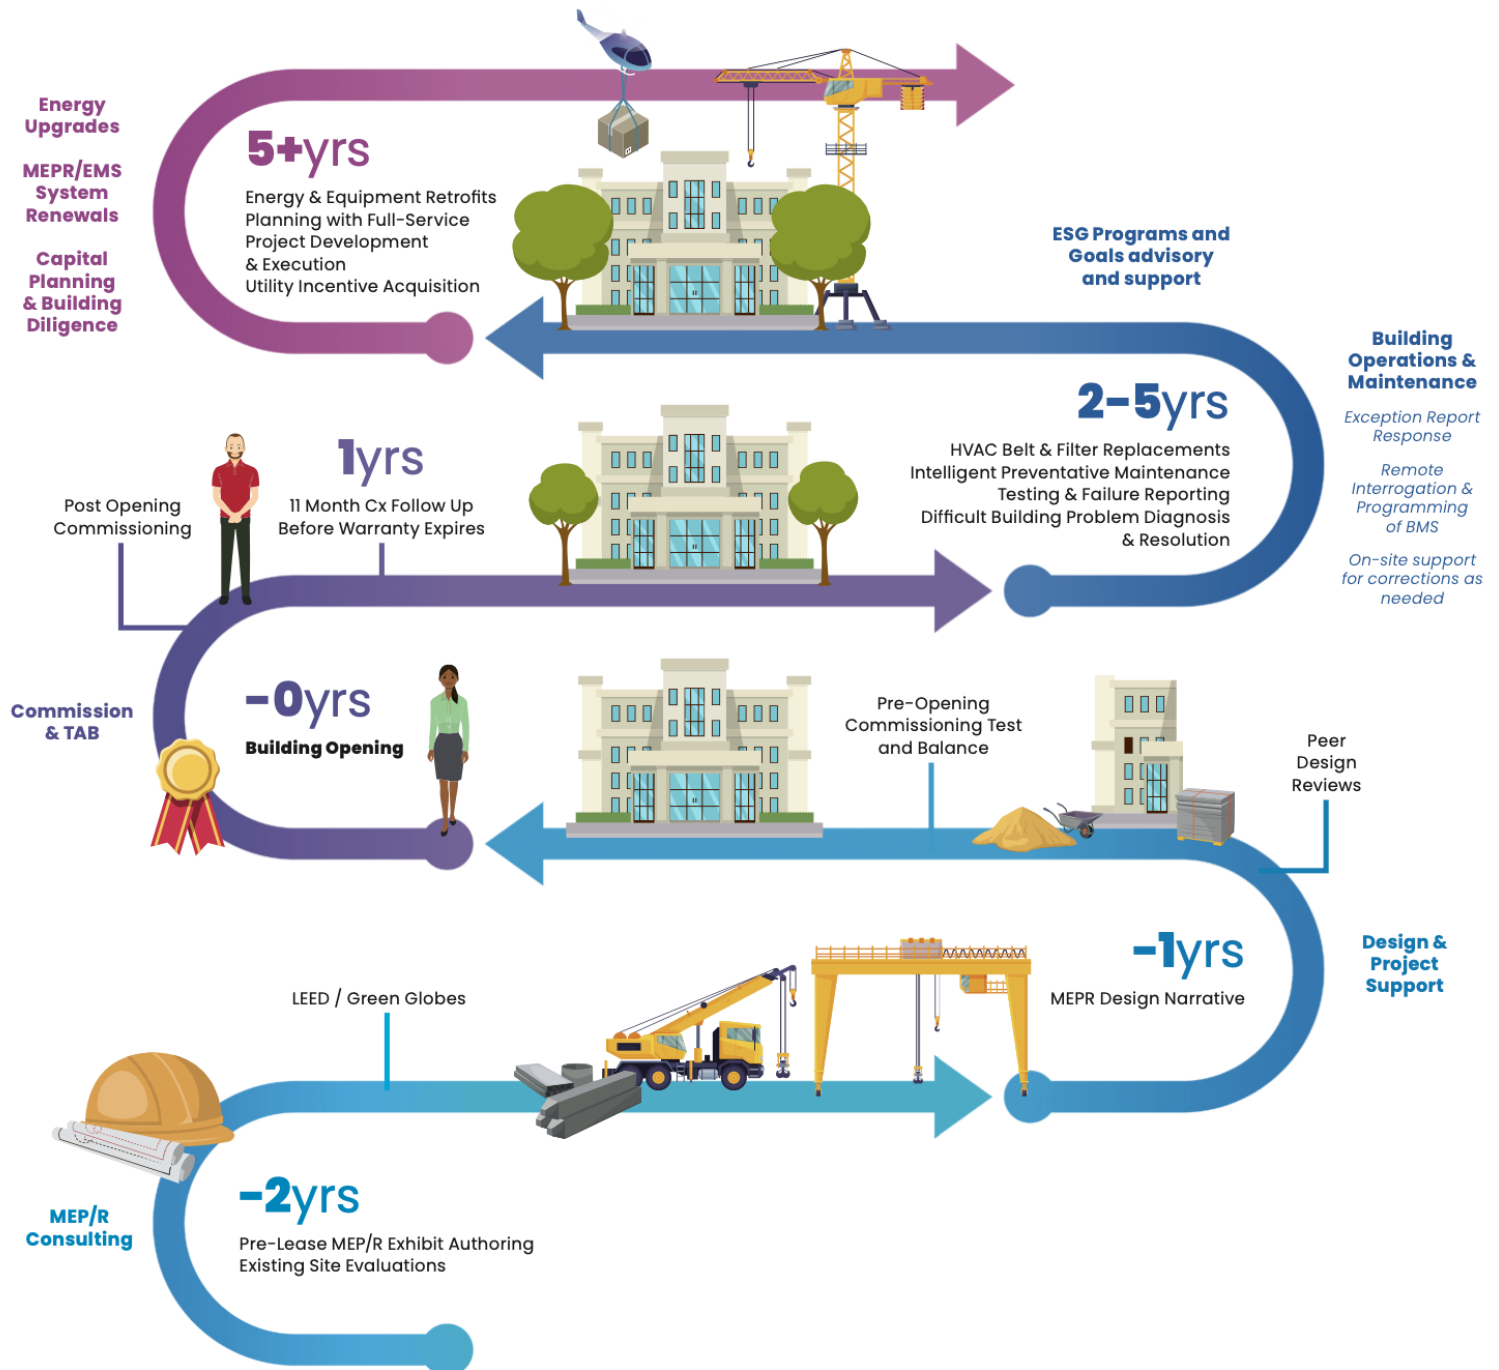 Energy
Upgrades
MEPR/EMS
System
Renewals
Capital
Planning
& Building
Diligence
5+yrs
Energy & Equipment Retrofits
Planning with Full-Service
Project Development
& Execution
Utility Incentive Acquisition
ESG Programs and
Goals advisory
and support
Building
Operations &
Maintenance
Exception Report
Response
Remote
Interrogation &
Programming
of BMS
On-site support
for corrections as
needed
2-5yrs
HVAC Belt & Filter Replacements
Intelligent Preventative Maintenance
Testing & Failure Reporting
Difficult Building Problem Diagnosis
& Resolution
Post Opening
Commissioning
1yrs
11 Month Cx Follow Up
Before Warranty Expires
Commission
& TAB
-0yrs
Building Opening
Pre-Opening
Commissioning Test
and Balance
Peer
Design
Reviews
-1yrs
MEPR Design Narrative
Design &
Project
Support
LEED / Green Globes
MEP/R
Consulting
-2yrs
Pre-Lease MEP/R Exhibit Authoring
Existing Site Evaluations